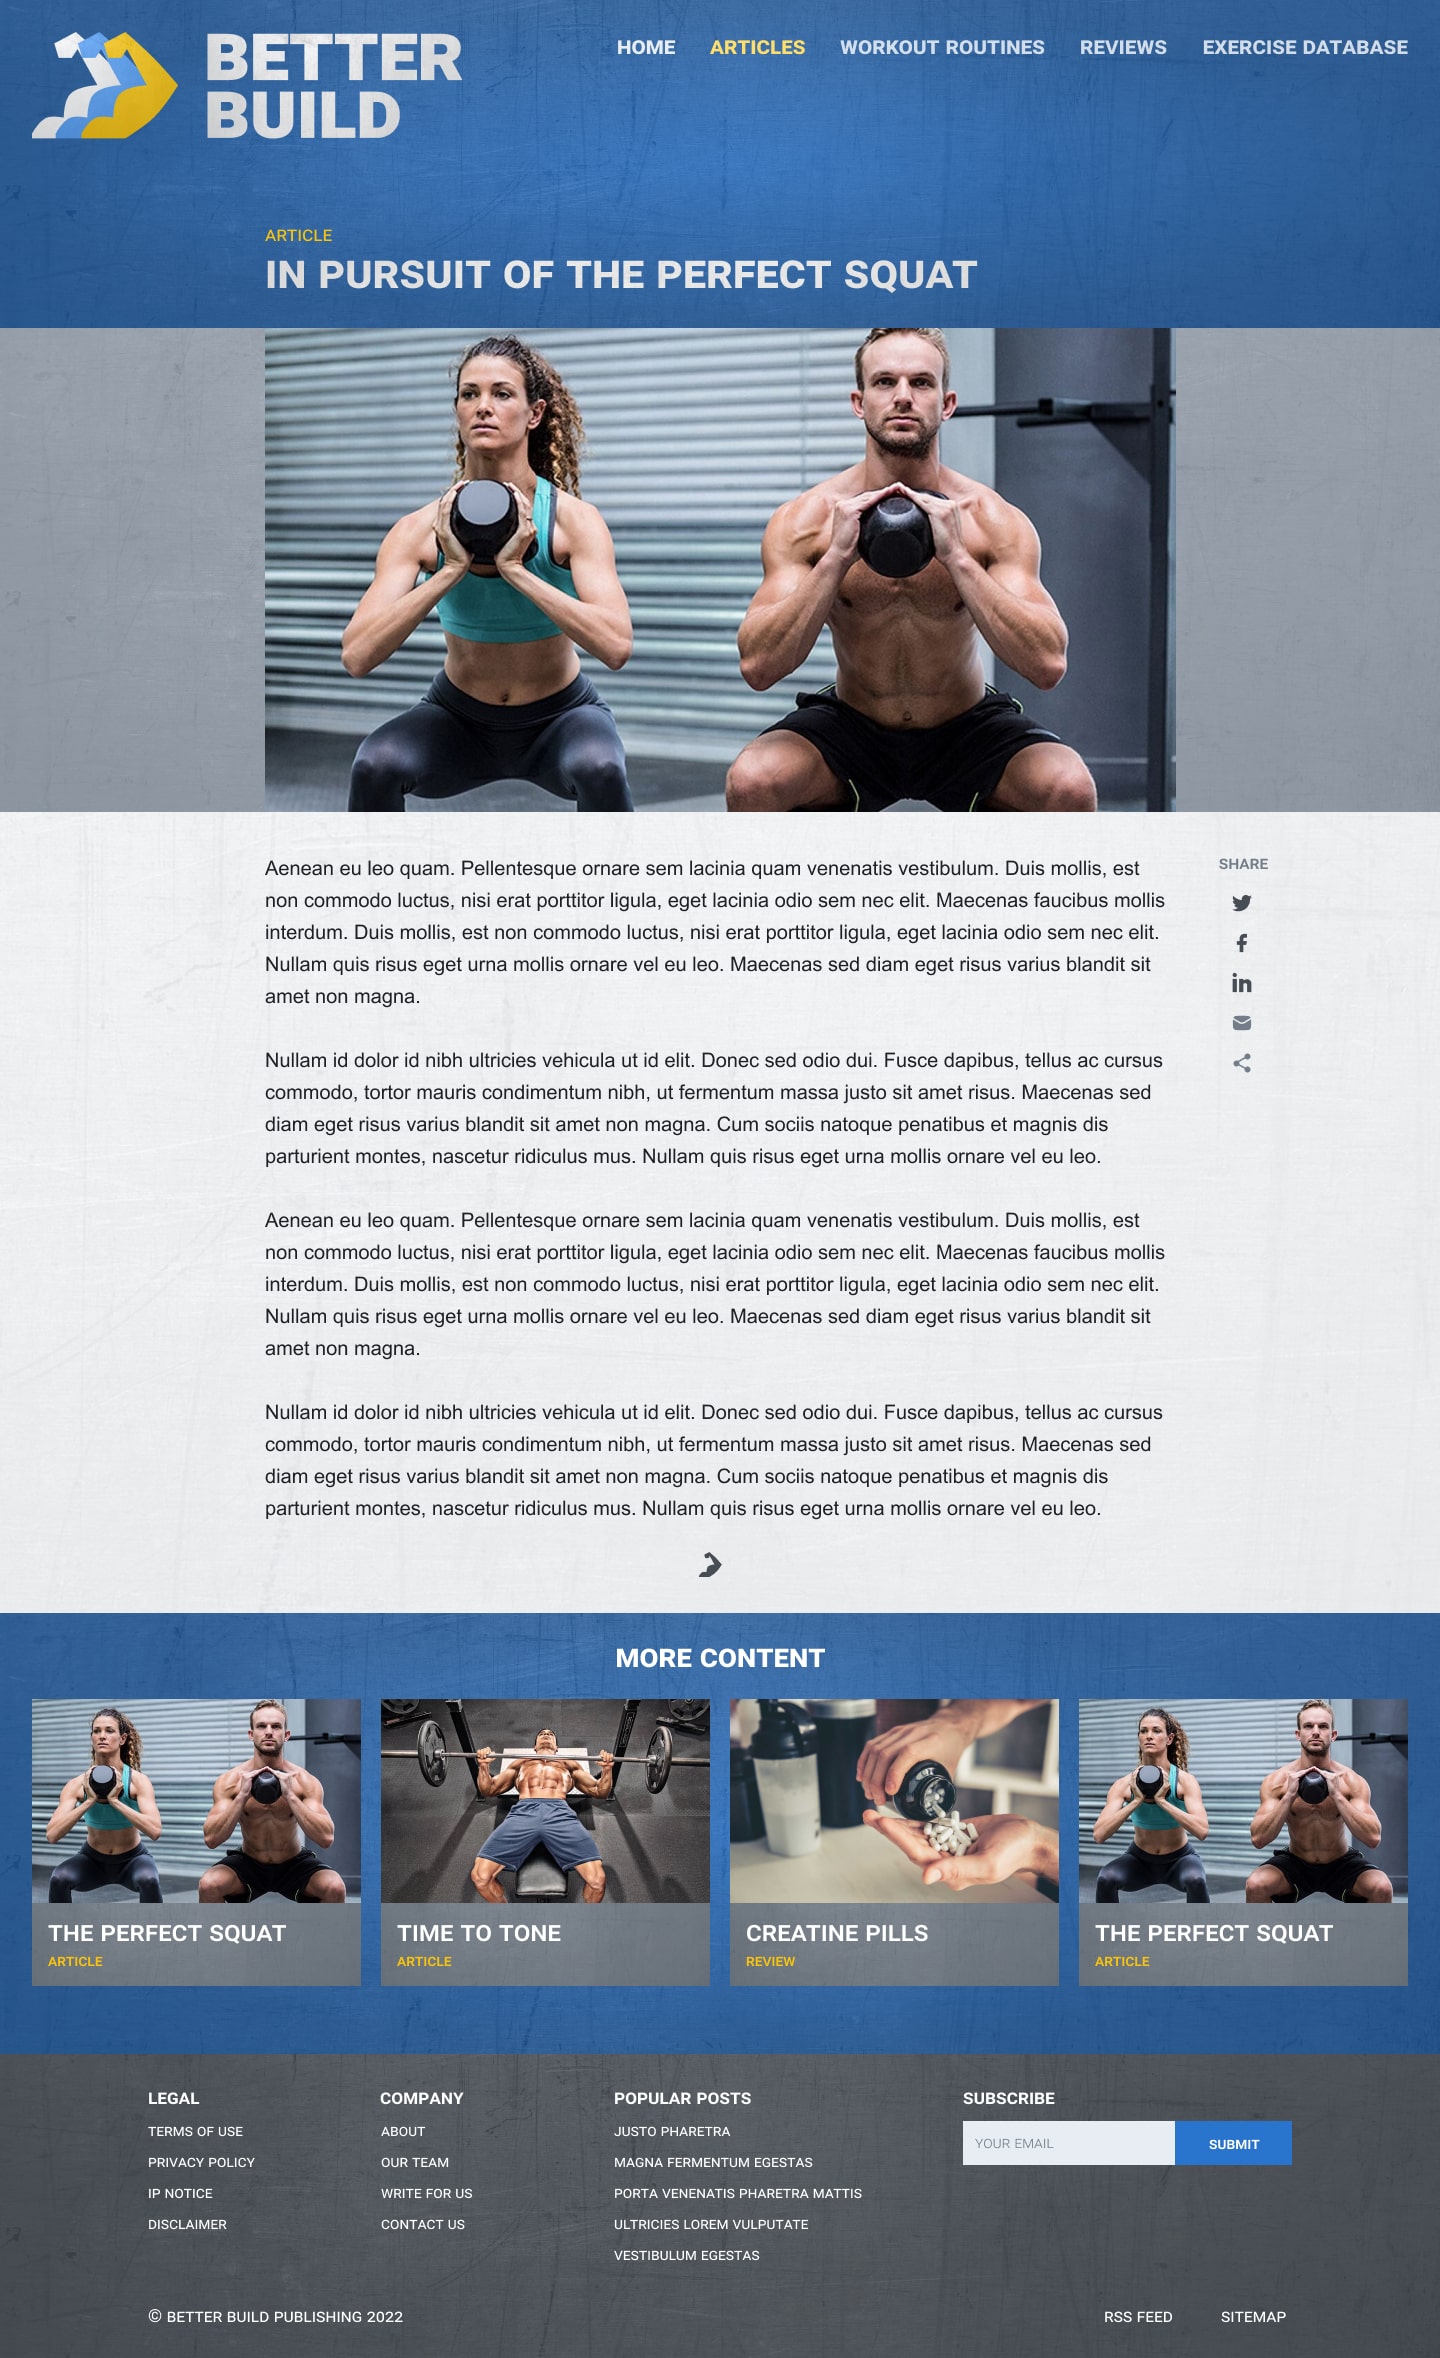 BETTER
BUILD
HOME ARTICLES WORKOUT ROUTINES REVIEWS EXERCISE DATABASE
ARTICLE
IN PURSUIT OF THE PERFECT SQUAT
Aenean eu leo quam. Pellentesque ornare sem lacinia quam venenatis vestibulum. Duis mollis, est
non commodo luctus, nisi erat porttitor ligula, eget lacinia odio sem nec elit. Maecenas faucibus mollis
interdum. Duis mollis, est non commodo luctus, nisi erat porttitor ligula, eget lacinia odio sem nec elit.
Nullam quis risus eget urna mollis ornare vel eu leo. Maecenas sed diam eget risus varius blandit sit
amet non magna.
Nullam id dolor id nibh ultricies vehicula ut id elit. Donec sed odio dui. Fusce dapibus, tellus ac cursus
commodo, tortor mauris condimentum nibh, ut fermentum massa justo sit amet risus. Maecenas sed
diam eget risus varius blandit sit amet non magna. Cum sociis natoque penatibus et magnis dis
parturient montes, nascetur ridiculus mus. Nullam quis risus eget urna mollis ornare vel eu leo.
Aenean eu leo quam. Pellentesque ornare sem lacinia quam venenatis vestibulum. Duis mollis, est
non commodo luctus, nisi erat porttitor ligula, eget lacinia odio sem nec elit. Maecenas faucibus mollis
interdum. Duis mollis, est non commodo luctus, nisi erat porttitor ligula, eget lacinia odio sem nec elit.
Nullam quis risus eget urna mollis ornare vel eu leo. Maecenas sed diam eget risus varius blandit sit
amet non magna.
Nullam id dolor id nibh ultricies vehicula ut id elit. Donec sed odio dui. Fusce dapibus, tellus ac cursus
commodo, tortor mauris condimentum nibh, ut fermentum massa justo sit amet risus. Maecenas sed
diam eget risus varius blandit sit amet non magna. Cum sociis natoque penatibus et magnis dis
parturient montes, nascetur ridiculus mus. Nullam quis risus eget urna mollis ornare vel eu leo.
SHARE
MORE CONTENT
THE PERFECT SQUAT
ARTICLE
TIME TO TONE
ARTICLE
CREATINE PILLS
REVIEW
THE PERFECT SQUAT
ARTICLE
LEGAL
TERMS OF USE
PRIVACY POLICY
IP NOTICE
DISCLAIMER
COMPANY
ABOUT
OUR TEAM
WRITE FOR US
CONTACT US
POPULAR POSTS
JUSTO PHARETRA
MAGNA FERMENTUM EGESTAS
PORTA VENENATIS PHARETRA MATTIS
ULTRICIES LOREM VULPUTATE
VESTIBULUM EGESTAS
SUBSCRIBE
YOUR EMAIL SUBMIT
© BETTER BUILD PUBLISHING 2022
RSS FEED SITEMAP